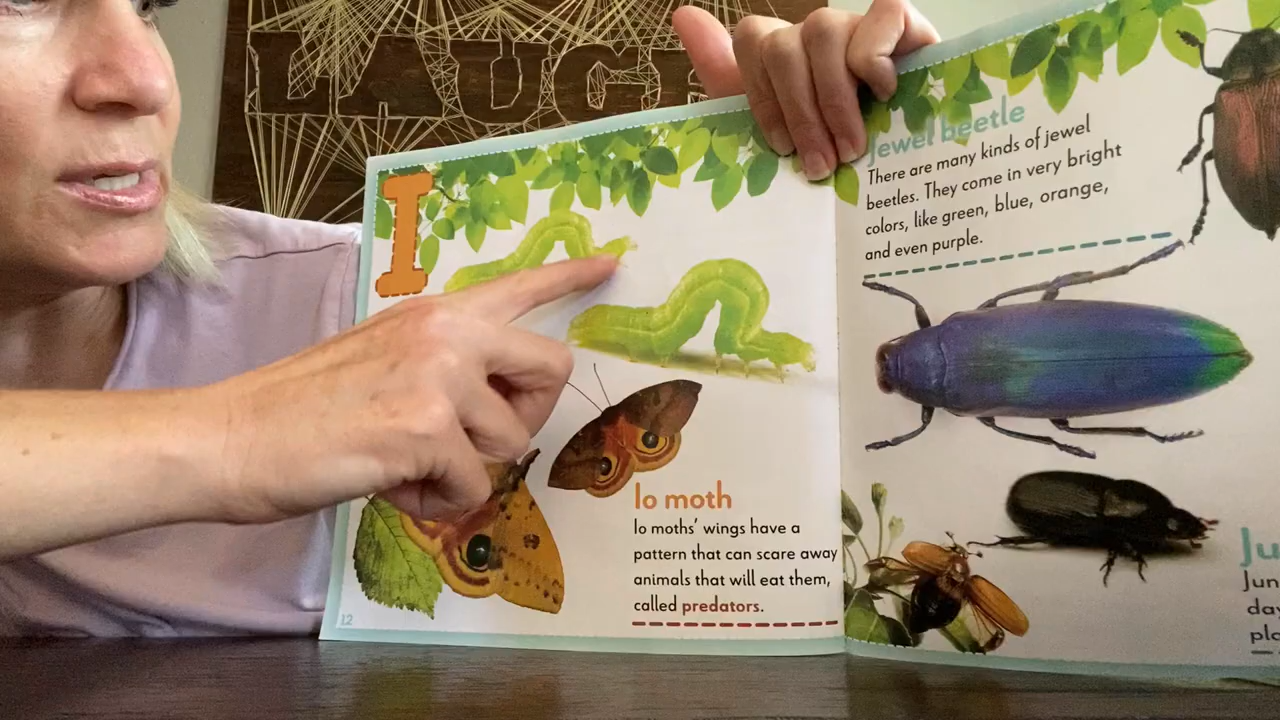 I
Io moth
Io moths' wings have a
pattern that can scare away
animals that will eat them,
called predators.
12
Jewel beetle
There are many kinds of jewel
beetles. They come in very bright
colors, like green, blue, orange,
and even purple.